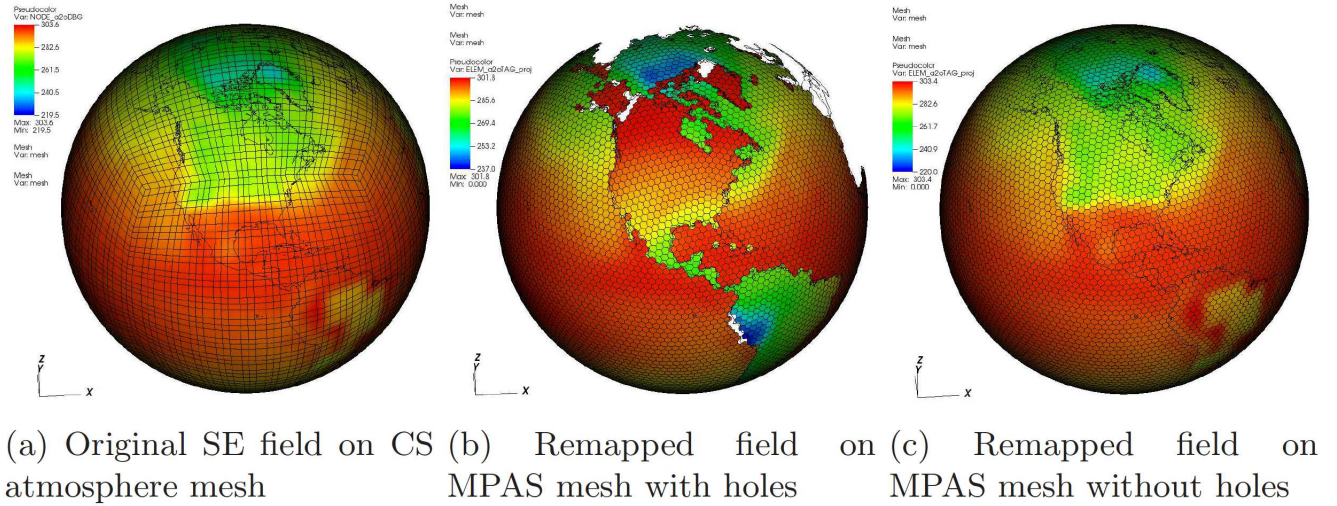 Pseudocolor
Var: NODE_a2oDBG
303.6
282.6
261.5
240.5
219.5
Max: 303.6
Min: 219.5
Mesh
Var: mesh
Mesh
Var: mesh
Z
Y
X
Mesh
Var: mesh
Mesh
Var: mesh
Pseudocolor
Var: ELEM_a2oTAG_proj
301.8
285.6
269.4
253.2
237.0
Max: 301.8
Min: 0.000
Z
Y
X
Mesh
Var: mesh
Mesh
Var: mesh
Pseudocolor
Var: ELEM_a2oTAG_proj
303.4
282.6
261.7
240.9
220.0
Max: 303.4
Min: 0.000
Z
Y
X
(a) Original SE field on CS
atmosphere mesh
(b) Remapped field on
MPAS mesh with holes
(c) Remapped field on
MPAS mesh without holes